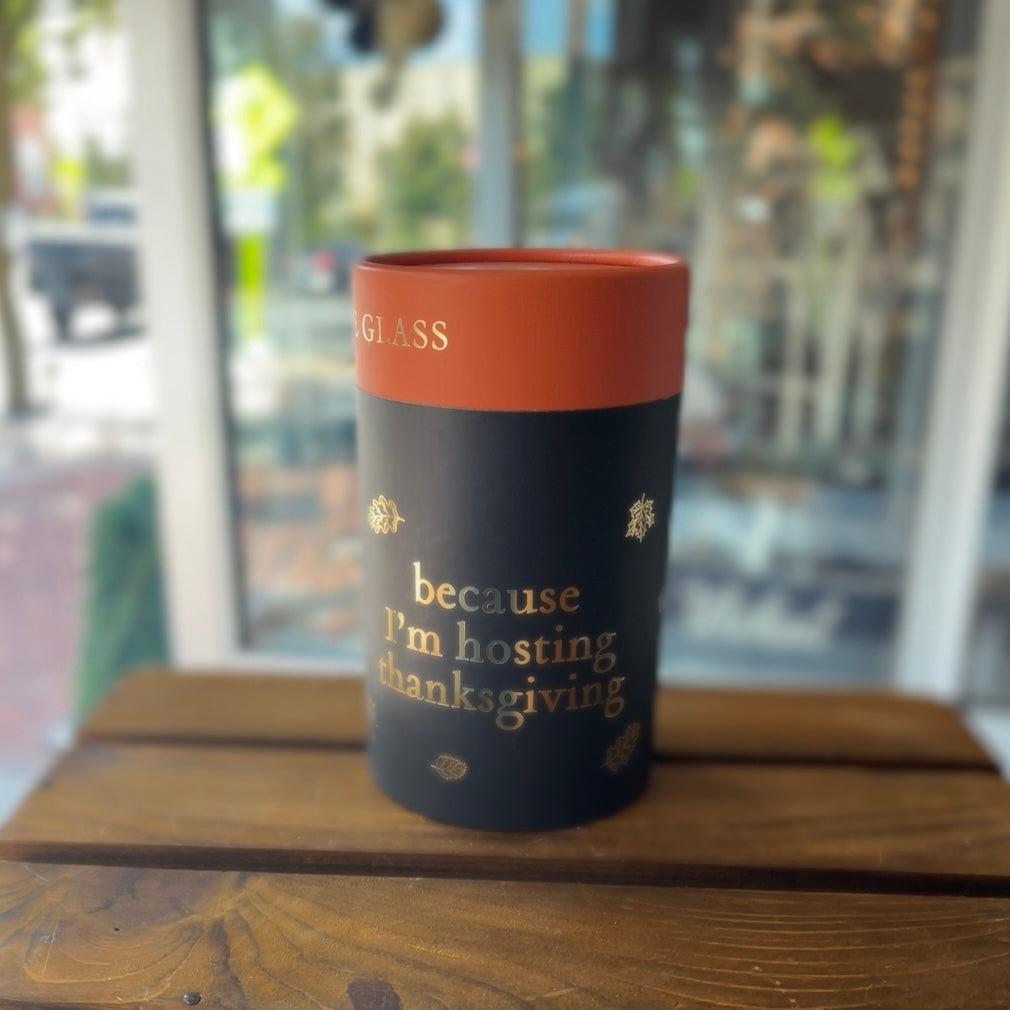 GLASS
because
I'm hosting
thanksgiving